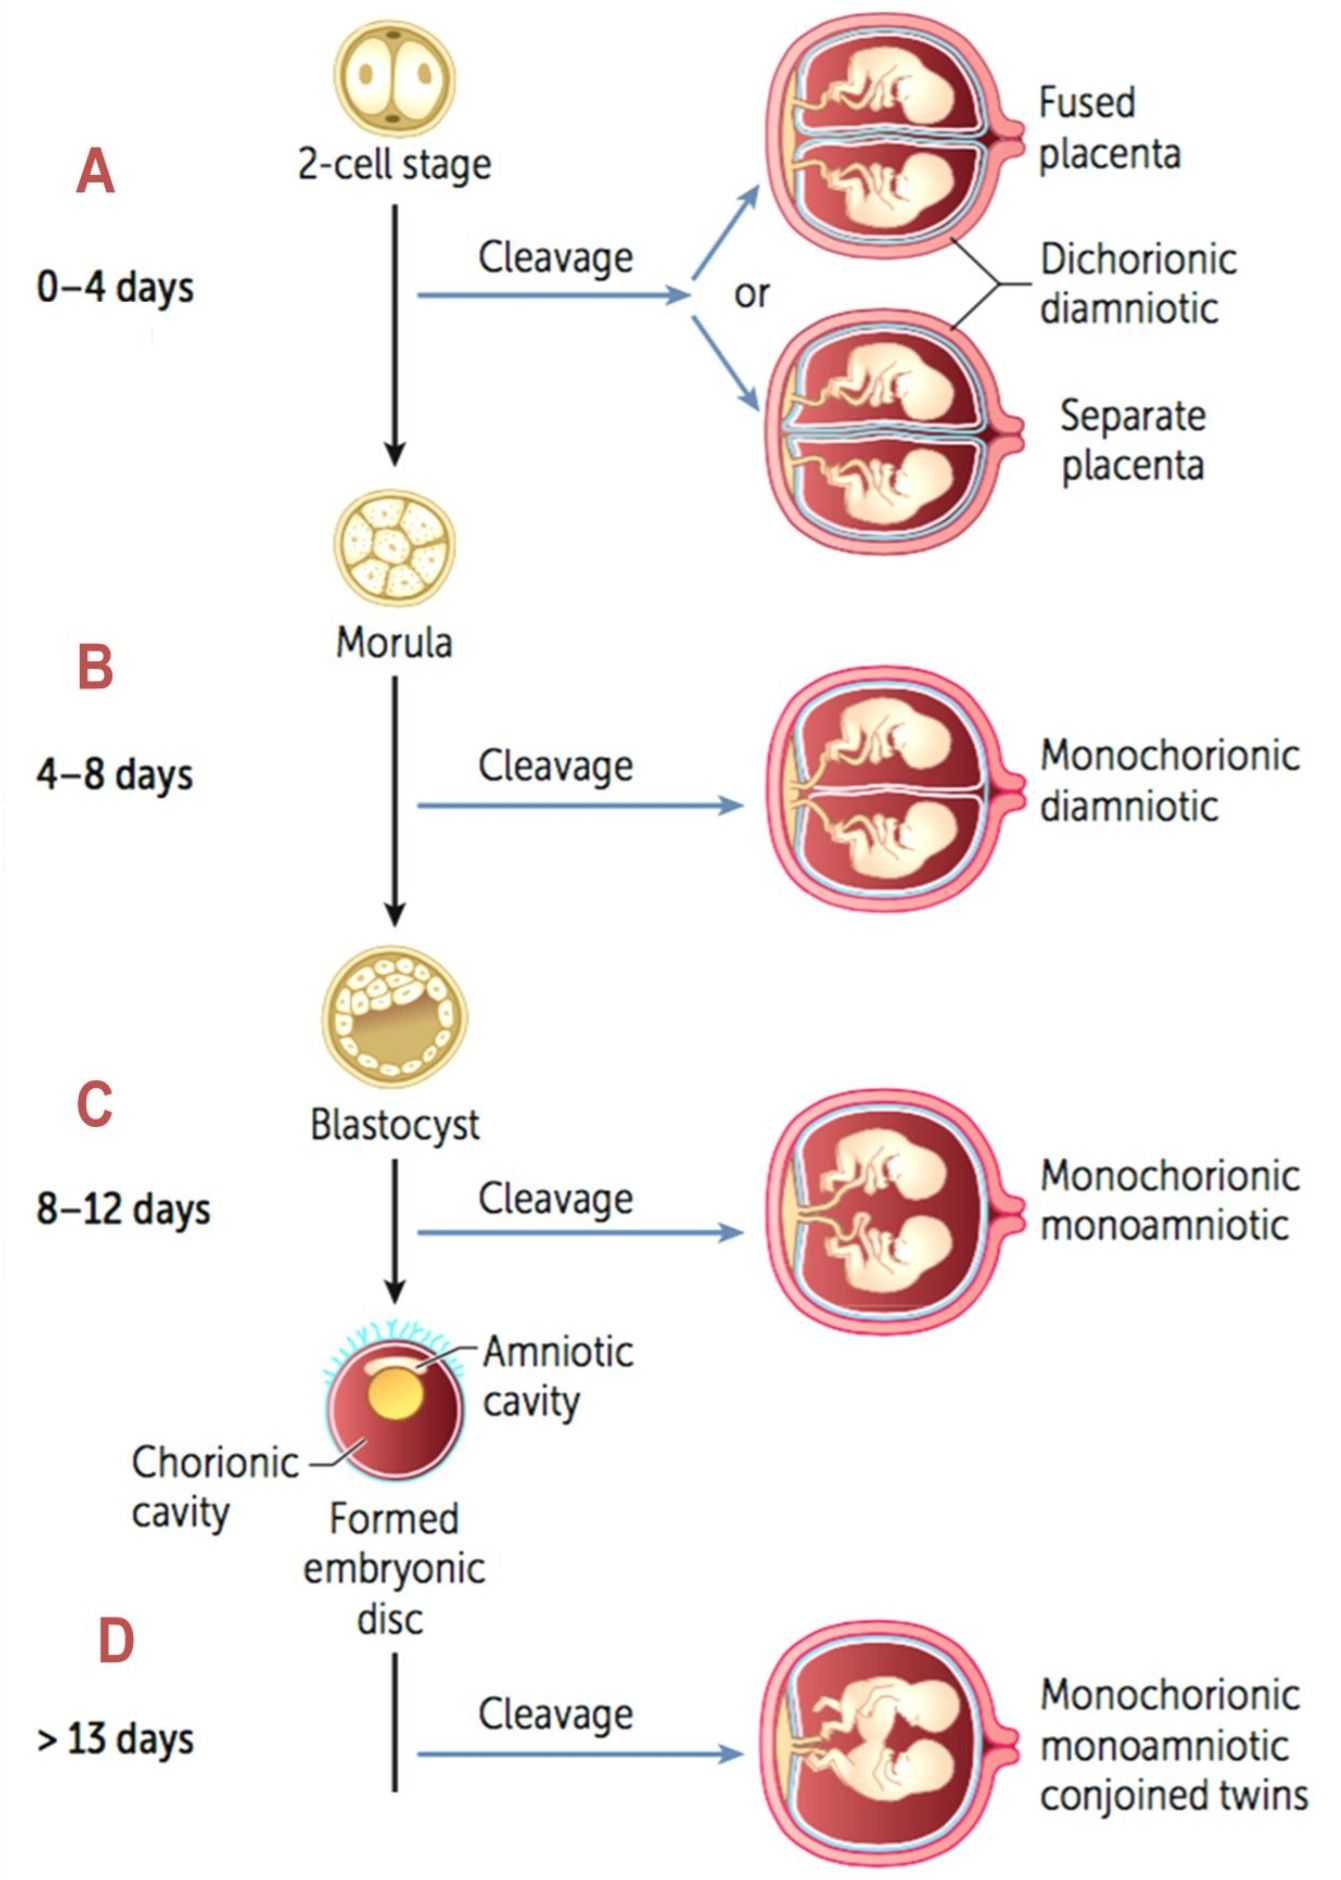 2-cell stage
A
0–4 days
Cleavage
or
Fused
placenta
Dichorionic
diamniotic
Separate
placenta
Morula
B
4–8 days
Cleavage
Monochorionic
diamniotic
Blastocyst
C
8–12 days
Cleavage
Monochorionic
monoamniotic
Amniotic
cavity
Chorionic
cavity
Formed
embryonic
disc
D
> 13 days
Cleavage
Monochorionic
monoamniotic
conjoined twins